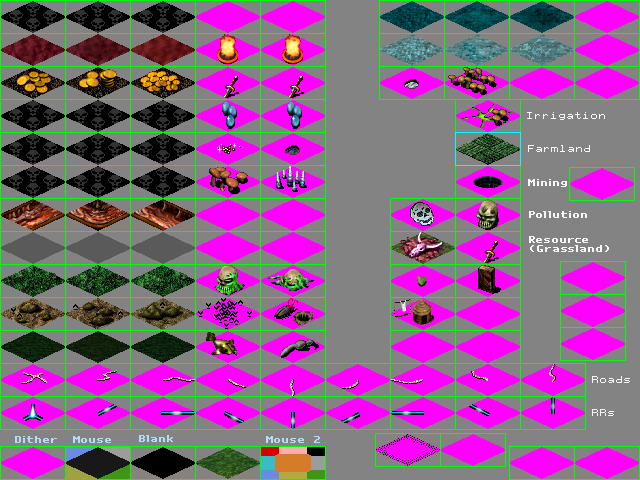 Irrigation
Farmland
Mining
Pollution
Resource
(Grassland)
Roads
RRs
Dither Mouse Blank Mouse 2